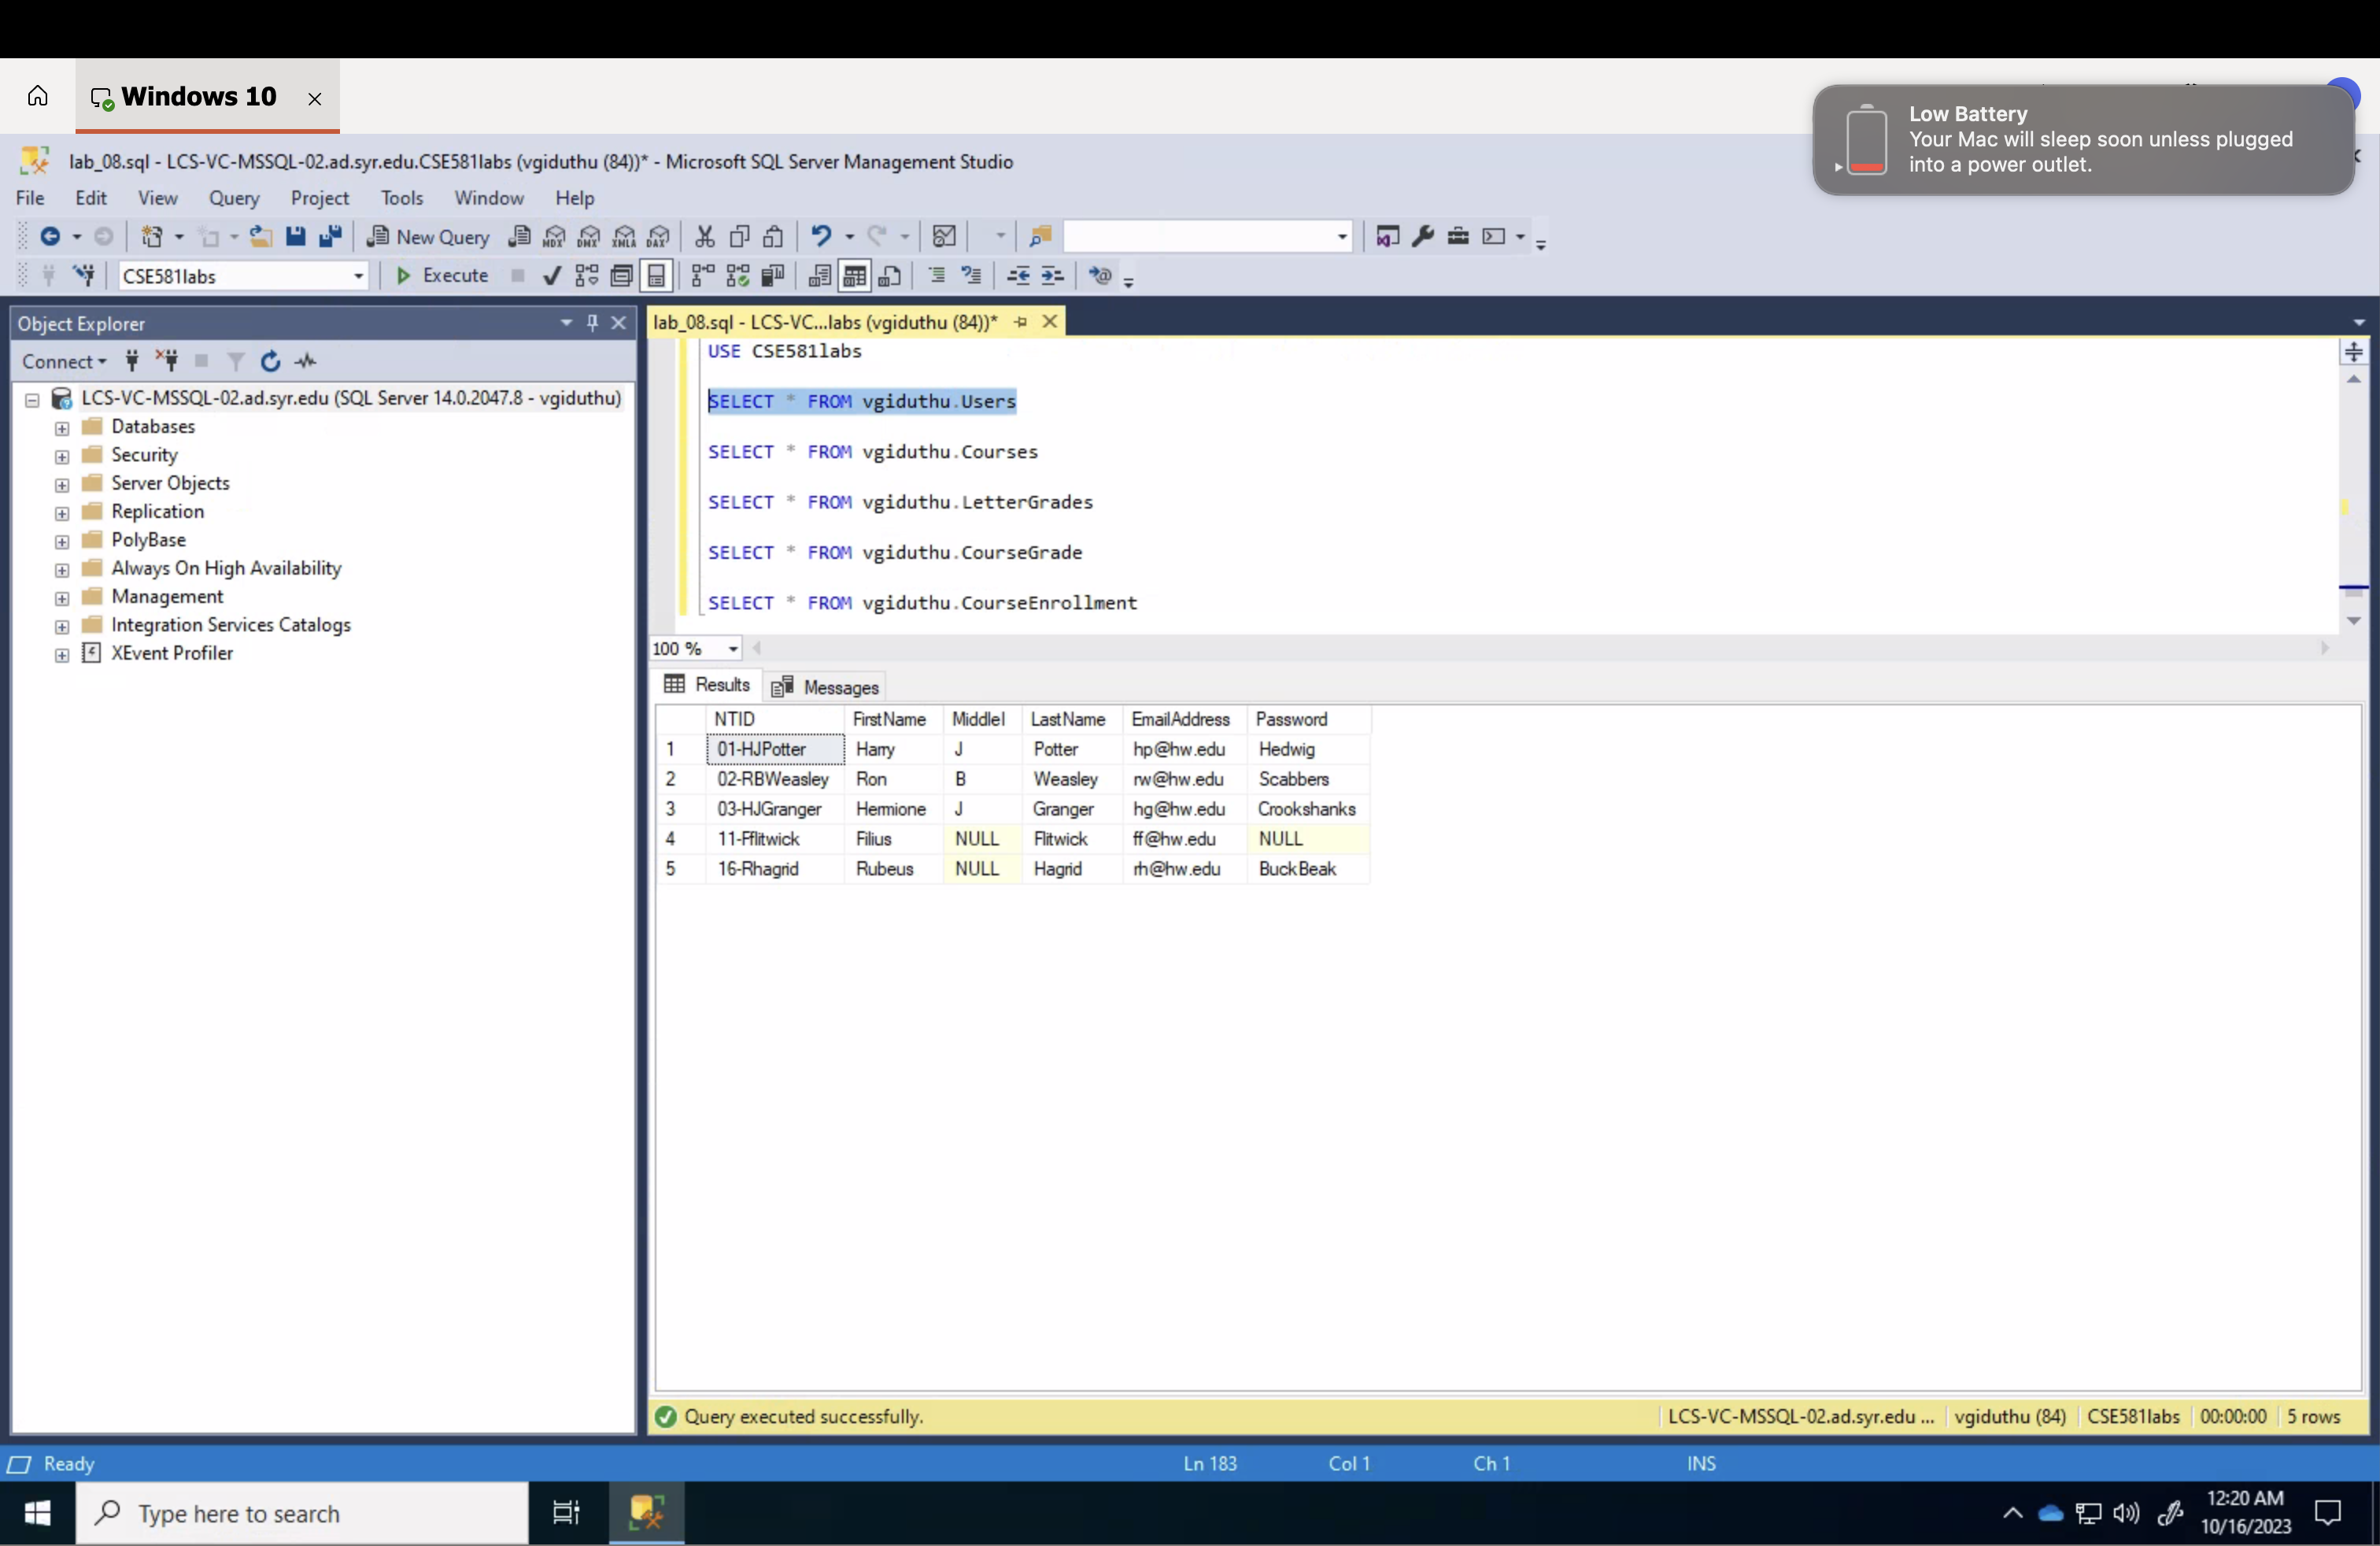 Windows 10
Low Battery
Your Mac will sleep soon unless plugged
into a power outlet.
lab_08.sql - LCS-VC-MSSQL-02.ad.syr.edu.CSE581labs (vgiduthu (84))* - Microsoft SQL Server Management Studio
File Edit View Query Project Tools Window Help
New Query MDX DMX XMLA DAX
CSE581labs Execute
Object Explorer
lab_08.sql - LCS-VC...labs (vgiduthu (84))*
Connect
LCS-VC-MSSQL-02.ad.syr.edu (SQL Server 14.0.2047.8 - vgiduthu)
Databases
Security
Server Objects
Replication
PolyBase
Always On High Availability
Management
Integration Services Catalogs
XEvent Profiler
USE CSE581labs
SELECT * FROM vgiduthu.Users
SELECT * FROM vgiduthu.Courses
SELECT * FROM vgiduthu.LetterGrades
SELECT * FROM vgiduthu.CourseGrade
SELECT * FROM vgiduthu.CourseEnrollment
100 %
Results Messages
NTID FirstName MiddleI LastName EmailAddress Password
1 01-HJPotter Harry J Potter hp@hw.edu Hedwig
2 02-RBWeasley Ron B Weasley rw@hw.edu Scabbers
3 03-HJGranger Hermione J Granger hg@hw.edu Crookshanks
4 11-Fflitwick Filius NULL Flitwick ff@hw.edu NULL
5 16-Rhagrid Rubeus NULL Hagrid rh@hw.edu BuckBeak
Query executed successfully. LCS-VC-MSSQL-02.ad.syr.edu ... vgiduthu (84) CSE581labs 00:00:00 5 rows
Ready Ln 183 Col 1 Ch 1 INS
Type here to search
12:20 AM
10/16/2023